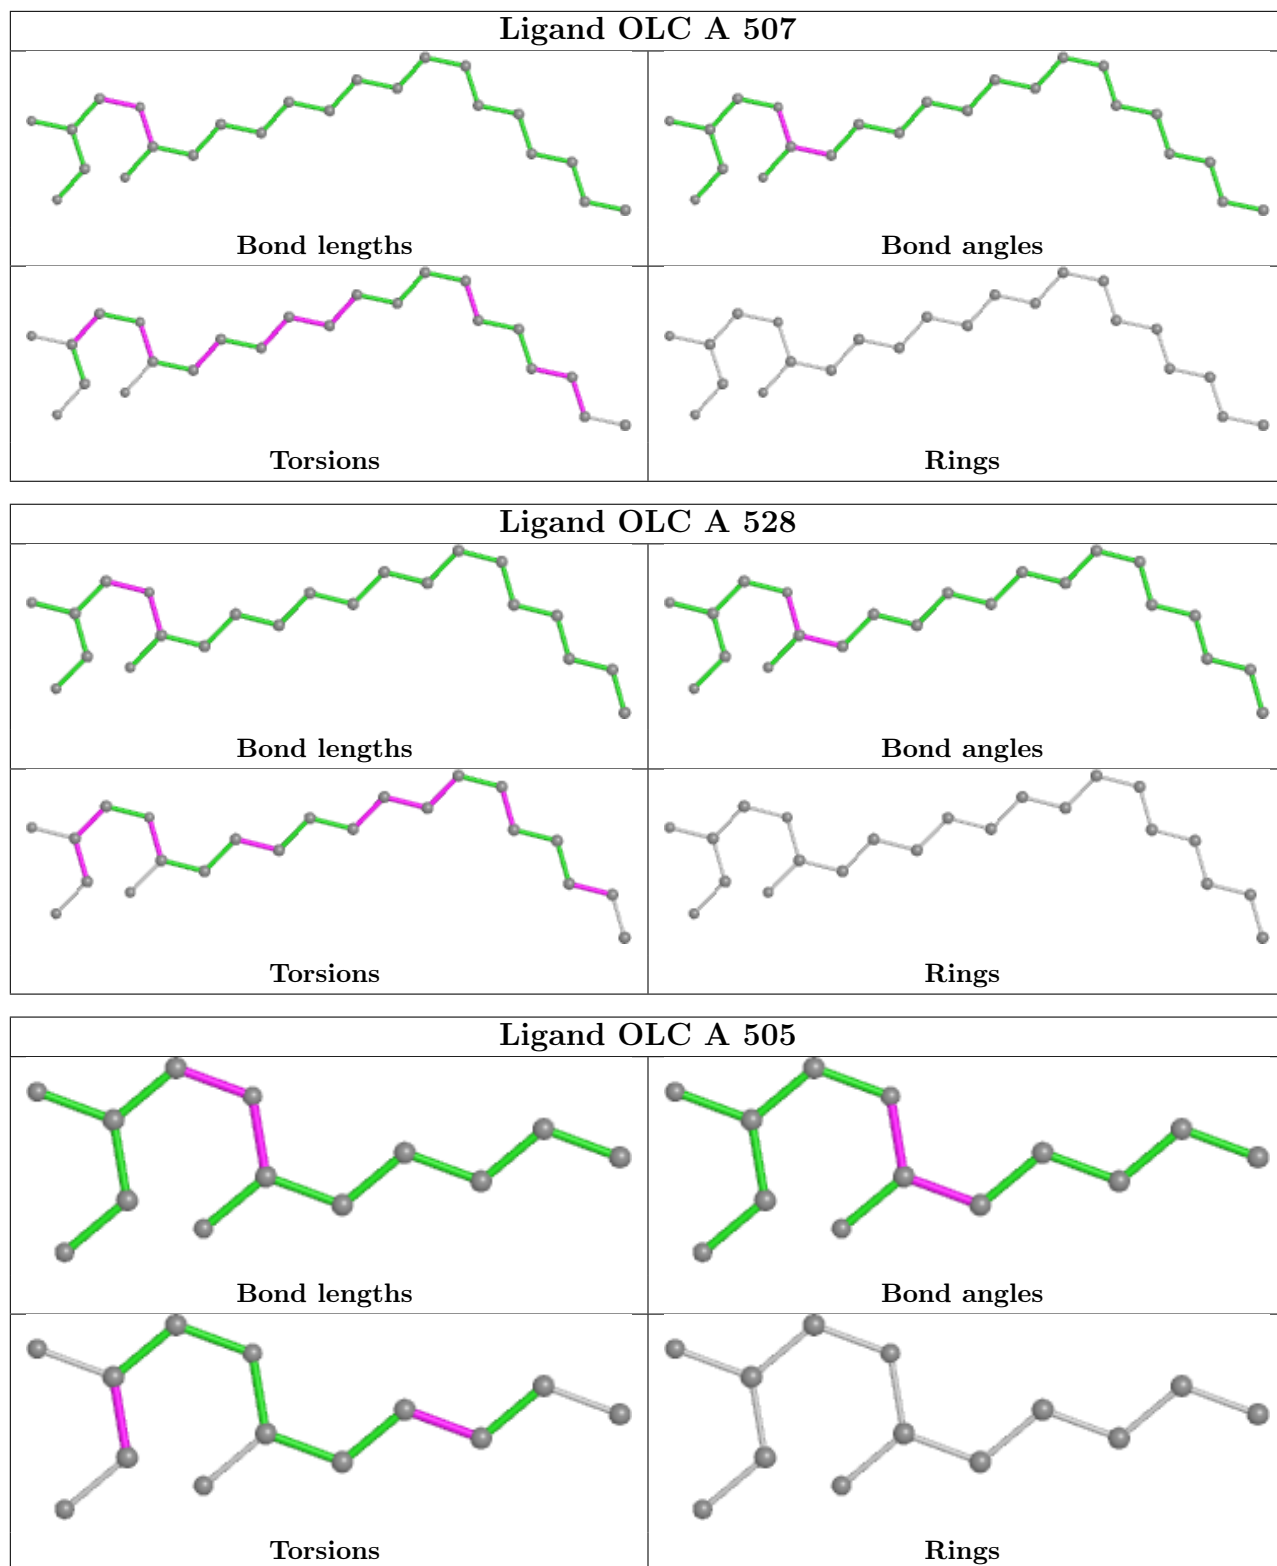 Ligand OLC A 507
Bond lengths
Bond angles
Torsions
Rings
Ligand OLC A 528
Bond lengths
Bond angles
Torsions
Rings
Ligand OLC A 505
Bond lengths
Bond angles
Torsions
Rings